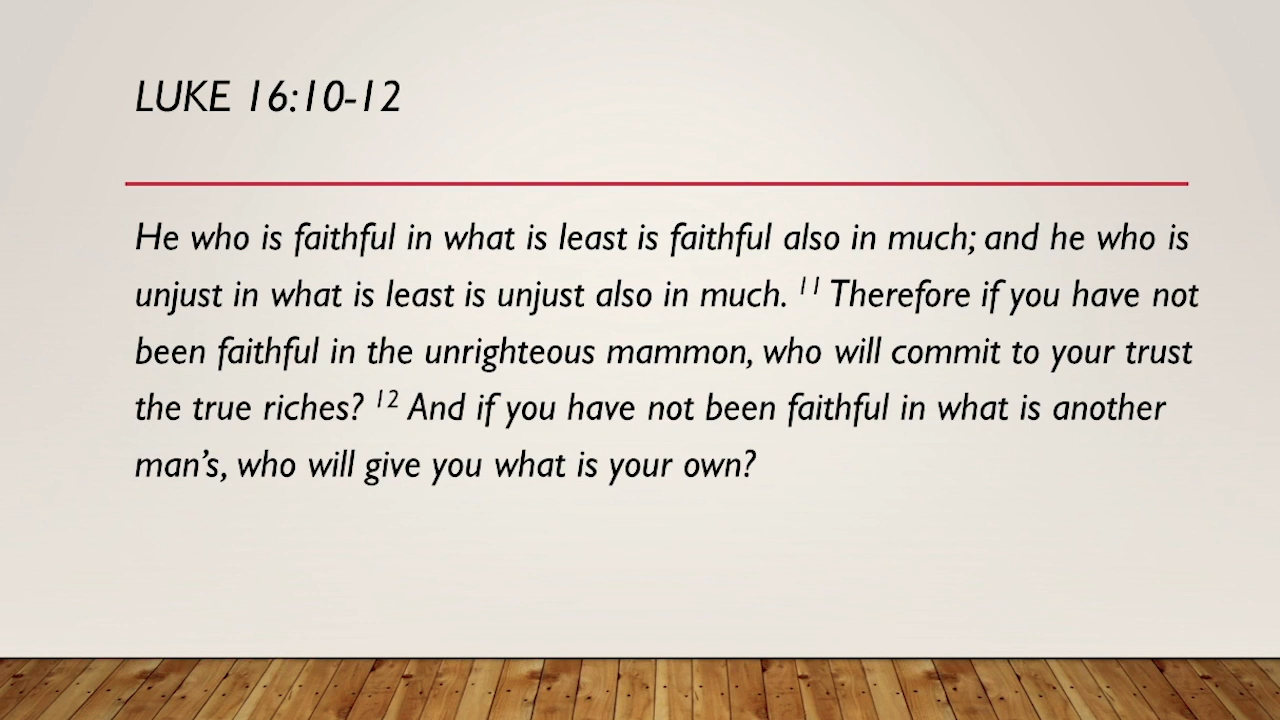 LUKE 16:10-12
He who is faithful in what is least is faithful also in much; and he who is
unjust in what is least is unjust also in much. 11 Therefore if you have not
been faithful in the unrighteous mammon, who will commit to your trust
the true riches? 12 And if you have not been faithful in what is another
man’s, who will give you what is your own?